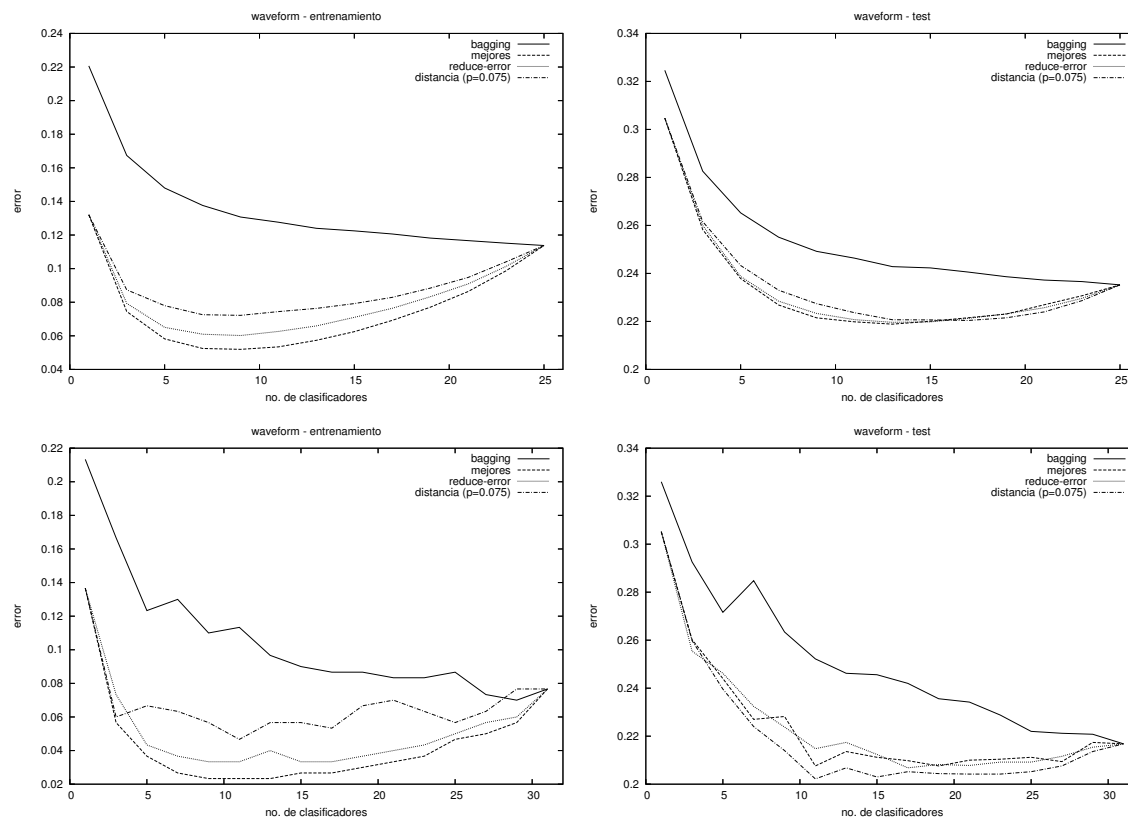 waveform - entrenamiento
0.24
0.22
0.2
0.18
0.16
0.14
0.12
0.1
0.08
0.06
0.04
0
5
10
15
20
25
error
no. de clasificadores
bagging
mejores
reduce-error
distancia (p=0.075)
waveform - test
0.34
0.32
0.3
0.28
0.26
0.24
0.22
0.2
0
5
10
15
20
25
error
no. de clasificadores
bagging
mejores
reduce-error
distancia (p=0.075)
waveform - entrenamiento
0.22
0.2
0.18
0.16
0.14
0.12
0.1
0.08
0.06
0.04
0.02
0
5
10
15
20
25
30
error
no. de clasificadores
bagging
mejores
reduce-error
distancia (p=0.075)
waveform - test
0.34
0.32
0.3
0.28
0.26
0.24
0.22
0.2
0
5
10
15
20
25
30
error
no. de clasificadores
bagging
mejores
reduce-error
distancia (p=0.075)